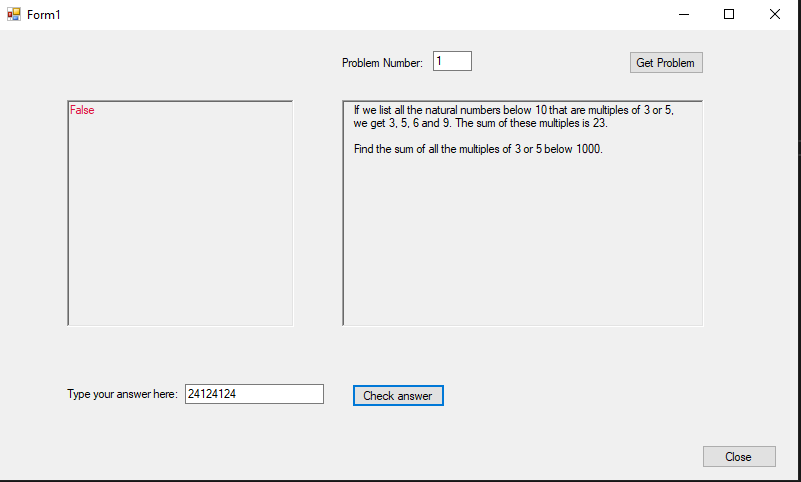 Form1
Problem Number: 1
Get Problem
False
If we list all the natural numbers below 10 that are multiples of 3 or 5,
we get 3, 5, 6 and 9. The sum of these multiples is 23.
Find the sum of all the multiples of 3 or 5 below 1000.
Type your answer here: 24124124
Check answer
Close